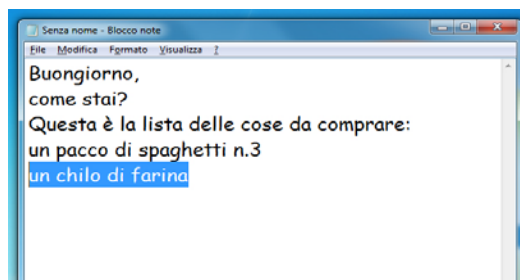 Senza nome - Blocco note
File Modifica Formato Visualizza ?
Buongiorno,
come stai?
Questa è la lista delle cose da comprare:
un pacco di spaghetti n.3
un chilo di farina